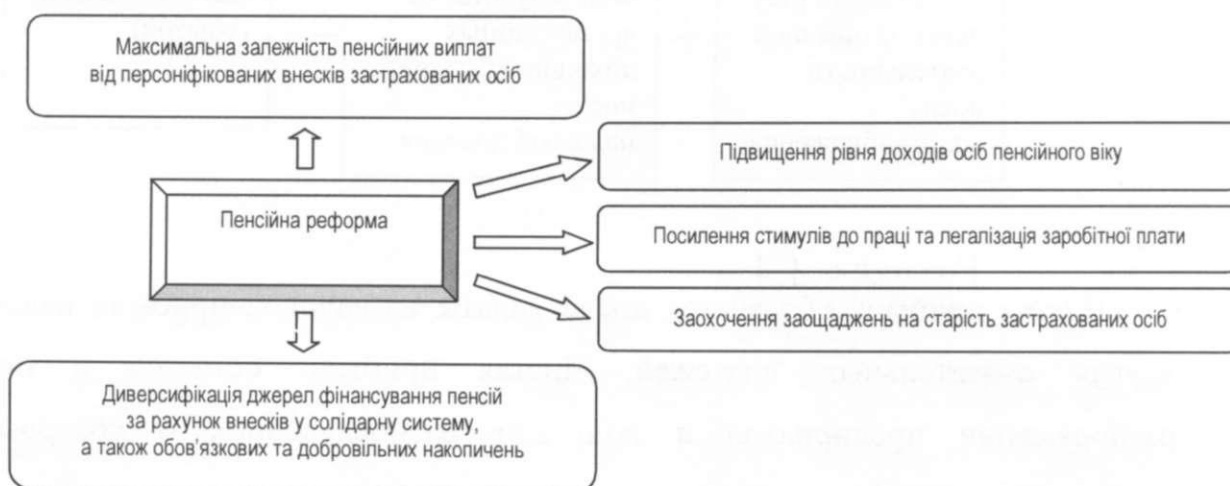 Максимальна залежність пенсійних виплат
від персоніфікованих внесків застрахованих осіб
Підвищення рівня доходів осіб пенсійного віку
Пенсійна реформа
Посилення стимулів до праці та легалізація заробітної плати
Заохочення заощаджень на старість застрахованих осіб
Диверсифікація джерел фінансування пенсій
за рахунок внесків у солідарну систему,
а також обов'язкових та добровільних накопичень